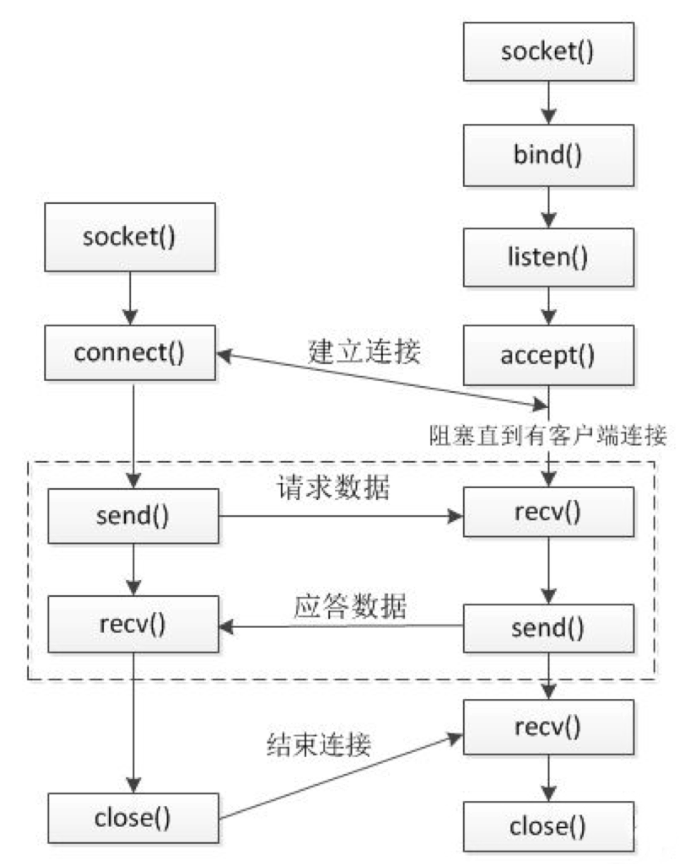 socket()
bind()
socket()
listen()
connect()
建立连接
accept()
阻塞直到有客户端连接
send()
请求数据
recv()
recv()
应答数据
send()
结束连接
recv()
close()
close()